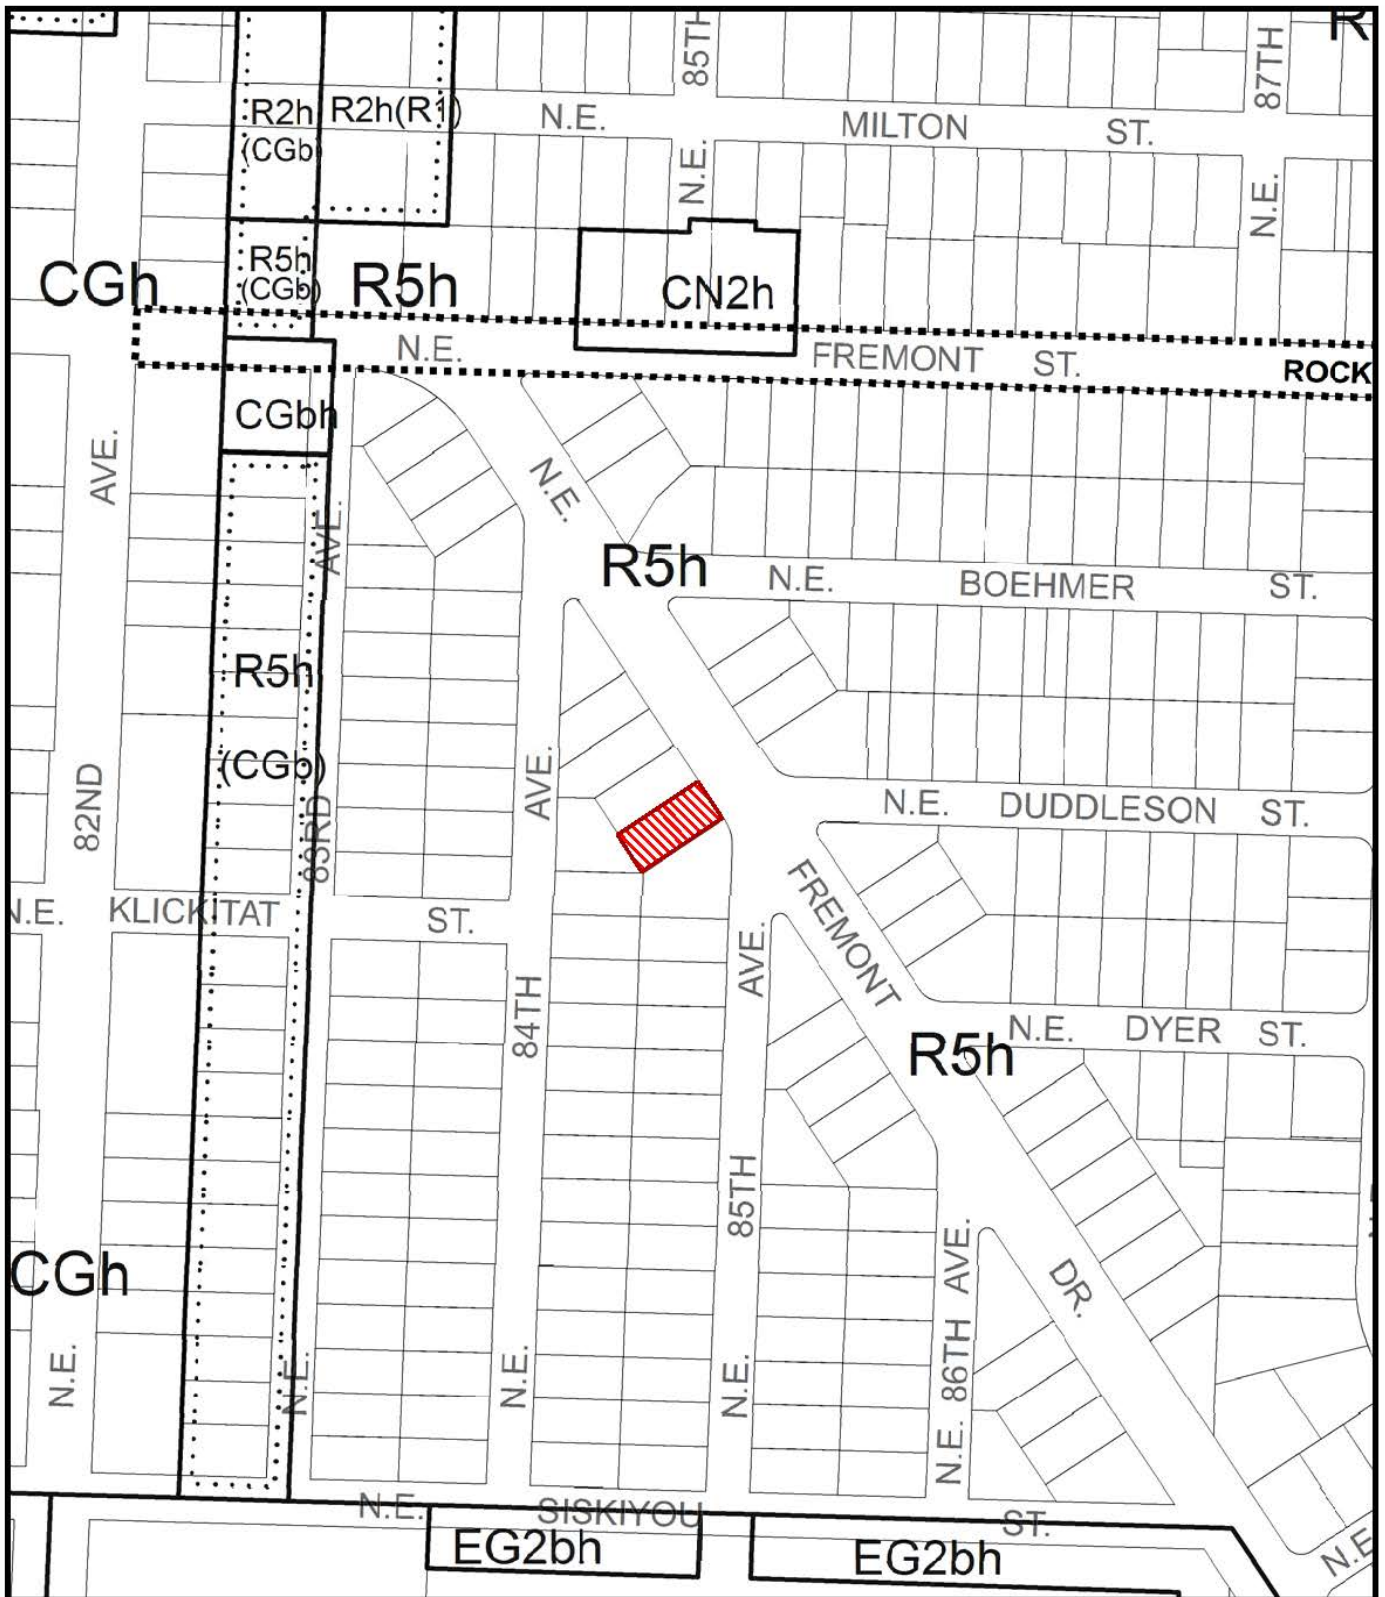 R
85TH
87TH
R2h
(CGb)
R2h(R1)
N.E.
MILTON
ST.
N.E.
N.E.
R5h
(CGb)
CGh
R5h
CN2h
N.E.
FREMONT
ST.
ROCK
CGbh
AVE.
AVE.
N.E.
R5h
N.E.
BOEHMER
ST.
R5h
(CGb)
82ND
83RD
AVE.
N.E.
DUDDLESON
ST.
N.E.
KLICKITAT
ST.
FREMONT
AVE.
84TH
R5h
N.E.
DYER
ST.
85TH
CGh
AVE.
DR.
N.E.
N.E.
N.E.
N.E.
86TH
N.E.
N.E.
SISKIYOU
ST.
EG2bh
EG2bh
N.E